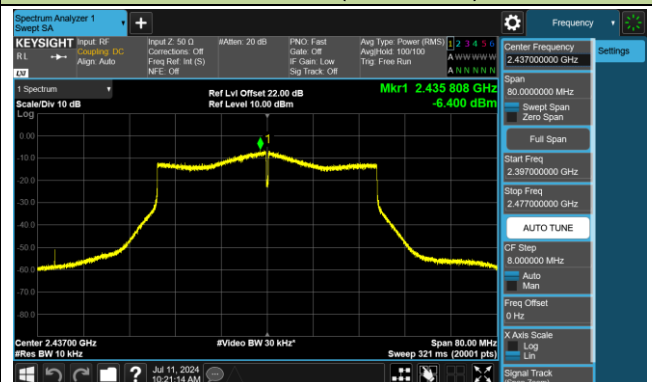 Spectrum Analyzer 1
Swept SA
Frequency
KEYSIGHT
RL
LXI
Input: RF
Coupling: DC
Align: Auto
Input Z: 50 Ω
Corrections: Off
Freq Ref: Int (S)
NFE: Off
#Atten: 20 dB
PNO: Fast
Gate: Off
IF Gain: Low
Sig Track: Off
Avg Type: Power (RMS)
Avg|Hold: 100/100
Trig: Free Run
1 2 3 4 5 6
A W W W W W
A N N N N N
Center Frequency
2.437000000 GHz
Settings
1 Spectrum
Scale/Div 10 dB
Log
Ref Lvl Offset 22.00 dB
Ref Level 10.00 dBm
Mkr1 2.435 808 GHz
-6.400 dBm
Span
80.0000000 MHz
Swept Span
Zero Span
Full Span
Start Freq
2.397000000 GHz
Stop Freq
2.477000000 GHz
AUTO TUNE
CF Step
8.000000 MHz
Auto
Man
Freq Offset
0 Hz
X Axis Scale
Log
Lin
Signal Track
0.00
-10.0
-20.0
-30.0
-40.0
-50.0
-60.0
-70.0
-80.0
1
Center 2.43700 GHz
#Res BW 10 kHz
#Video BW 30 kHz*
Span 80.00 MHz
Sweep 321 ms (20001 pts)
?
Jul 11, 2024
10:21:14 AM